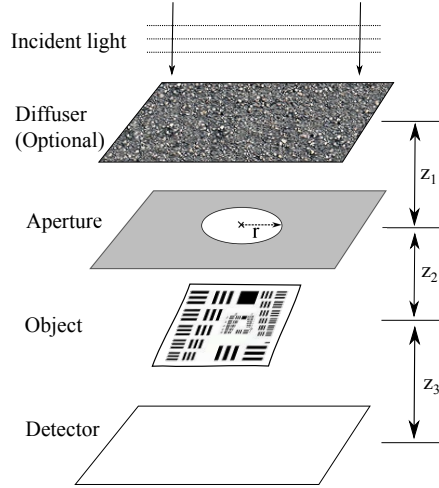 Incident light
Diffuser
(Optional)
z1
Aperture
r
z2
Object
z3
Detector